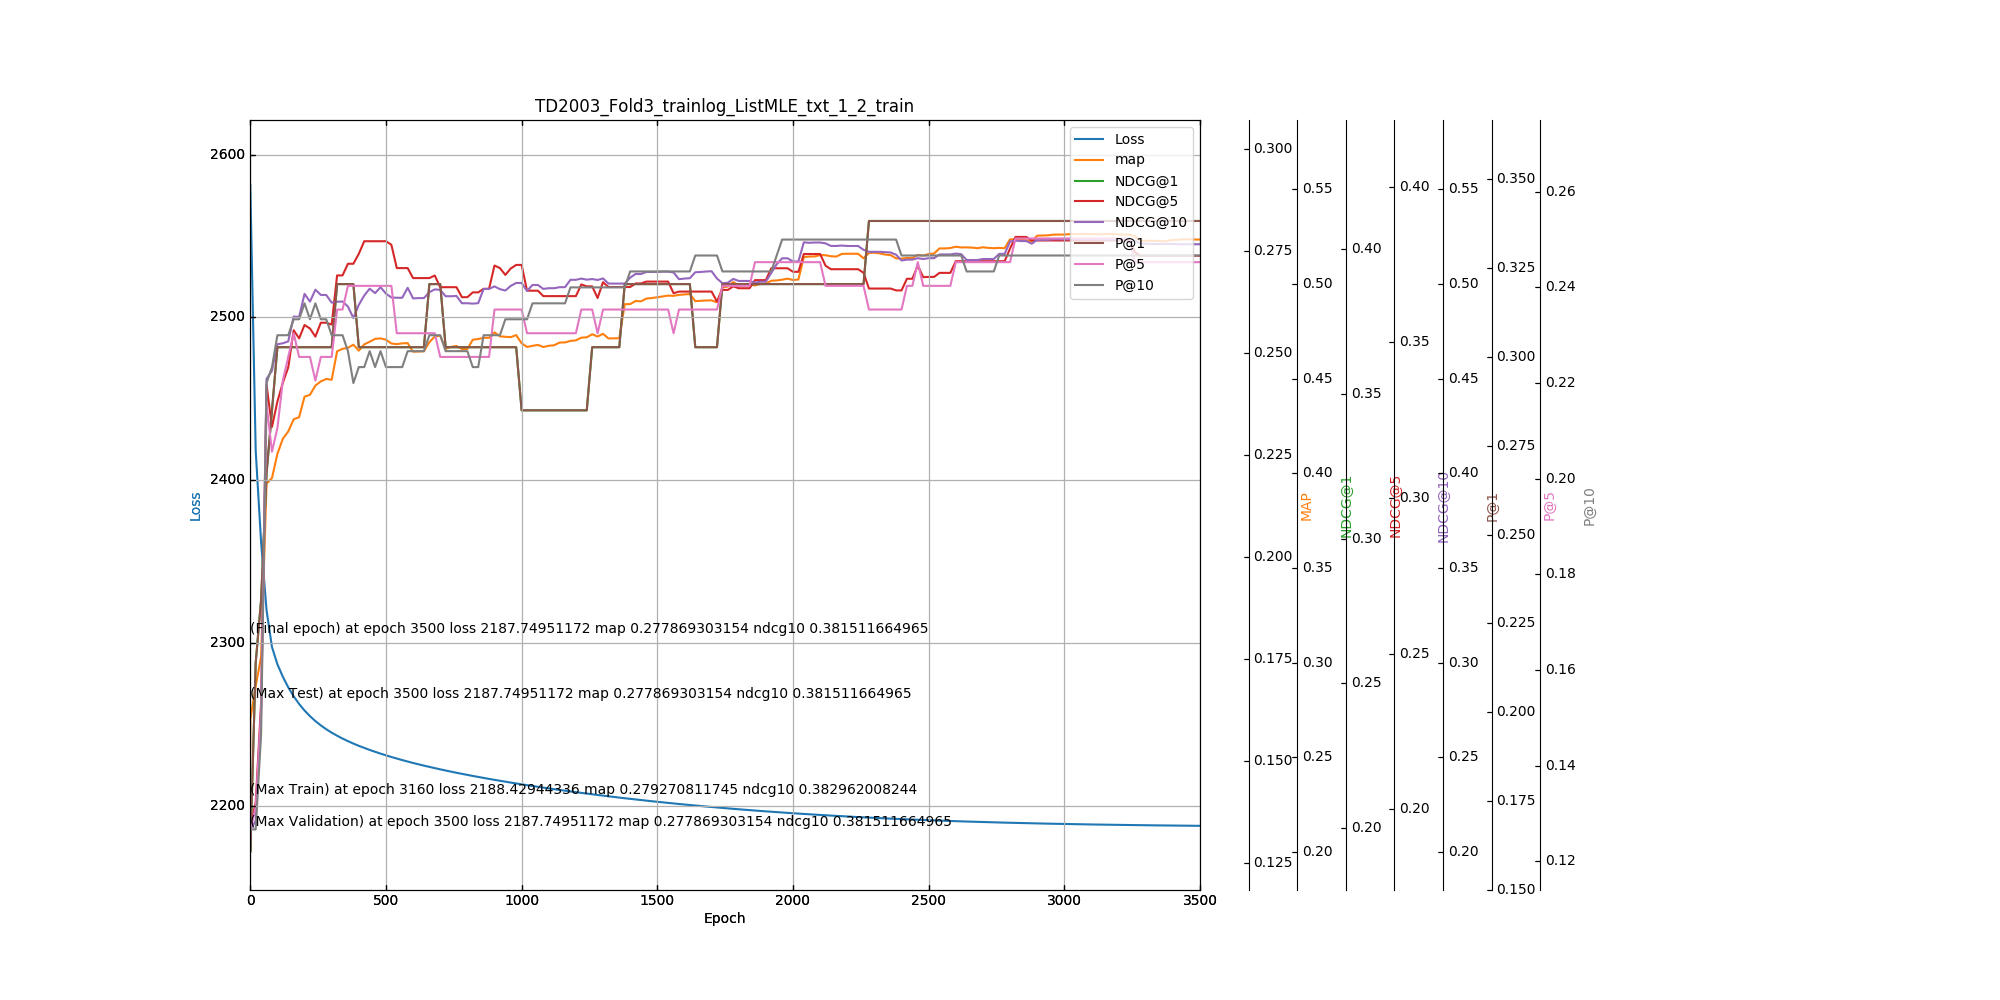 TD2003_Fold3_trainlog_ListMLE_txt_1_2_train
Loss
map
NDCG@1
NDCG@5
NDCG@10
P@1
P@5
P@10
2600
2500
2400
2300
2200
Loss
(Final epoch) at epoch 3500 loss 2187.74951172 map 0.277869303154 ndcg10 0.381511664965
(Max Test) at epoch 3500 loss 2187.74951172 map 0.277869303154 ndcg10 0.381511664965
(Max Train) at epoch 3160 loss 2188.42944336 map 0.279270811745 ndcg10 0.382962008244
(Max Validation) at epoch 3500 loss 2187.74951172 map 0.277869303154 ndcg10 0.381511664965
0 500 1000 1500 2000 2500 3000 3500
Epoch
0.300
0.275
0.250
0.225
0.200
0.175
0.150
0.125
MAP
0.55
0.50
0.45
0.40
0.35
0.30
0.25
0.20
NDCG@1
0.40
0.35
0.30
0.25
0.20
NDCG@5
0.40
0.35
0.30
0.25
0.20
NDCG@10
0.55
0.50
0.45
0.40
0.35
0.30
0.25
0.20
P@1
0.350
0.325
0.300
0.275
0.250
0.225
0.200
0.175
0.150
P@5
0.26
0.24
0.22
0.20
0.18
0.16
0.14
0.12
P@10